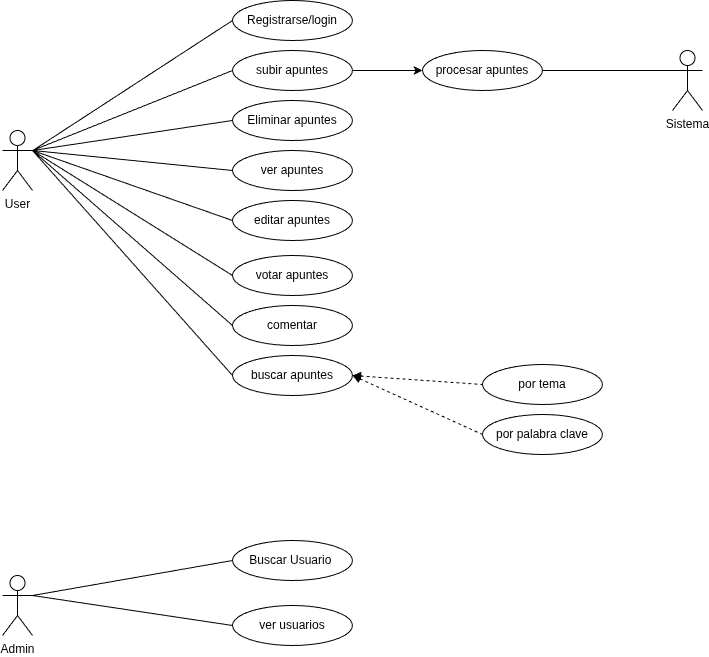 Registrarse/login
subir apuntes
procesar apuntes
Sistema
Eliminar apuntes
ver apuntes
User
editar apuntes
votar apuntes
comentar
buscar apuntes
por tema
por palabra clave
Buscar Usuario
ver usuarios
Admin